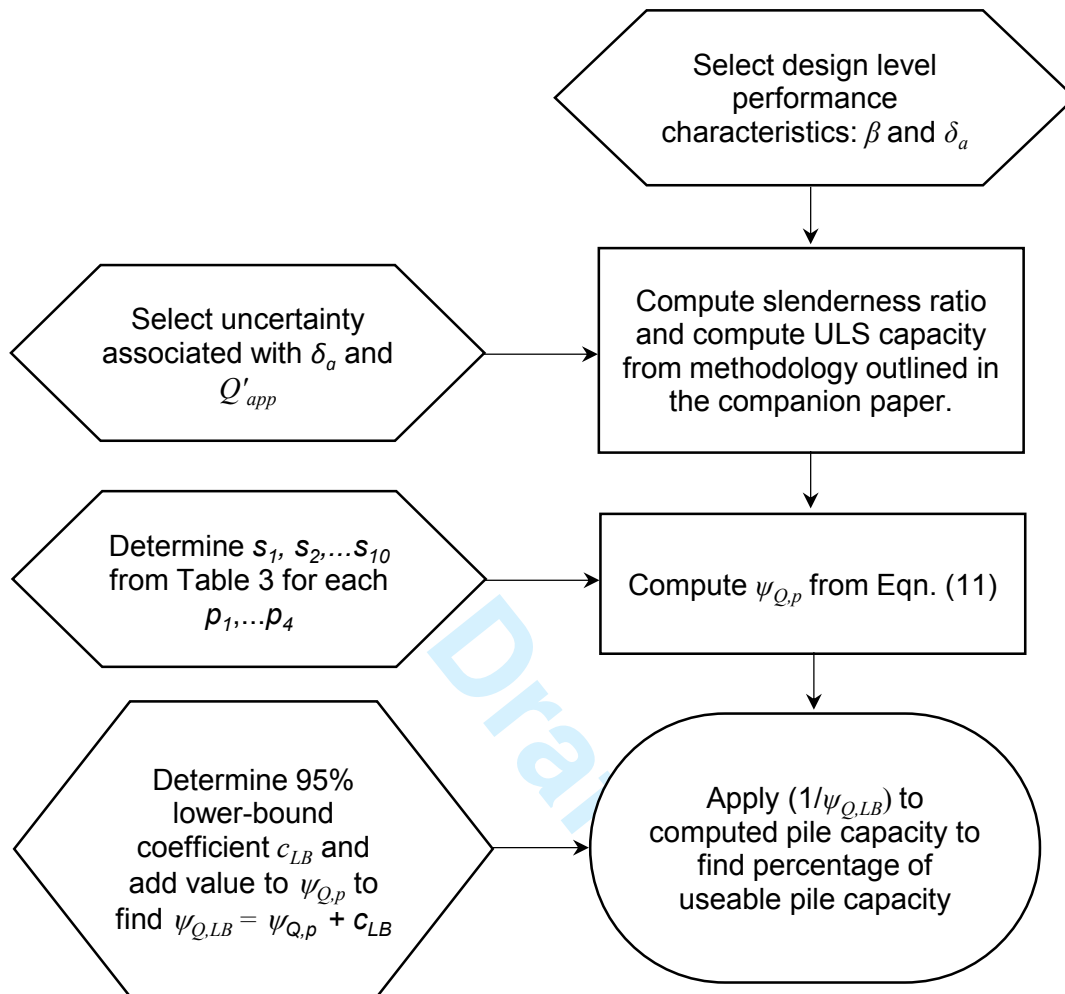 Select design level
performance
characteristics: β and δa
Select uncertainty
associated with δa and
Q′app
Compute slenderness ratio
and compute ULS capacity
from methodology outlined in
the companion paper.
Determine s1, s2,...s10
from Table 3 for each
p1,...p4
Compute ψQ,p from Eqn. (11)
Determine 95%
lower-bound
coefficient cLB and
add value to ψQ,p to
find ψQ,LB = ψQ,p + cLB
Apply (1/ψQ,LB) to
computed pile capacity to
find percentage of
useable pile capacity